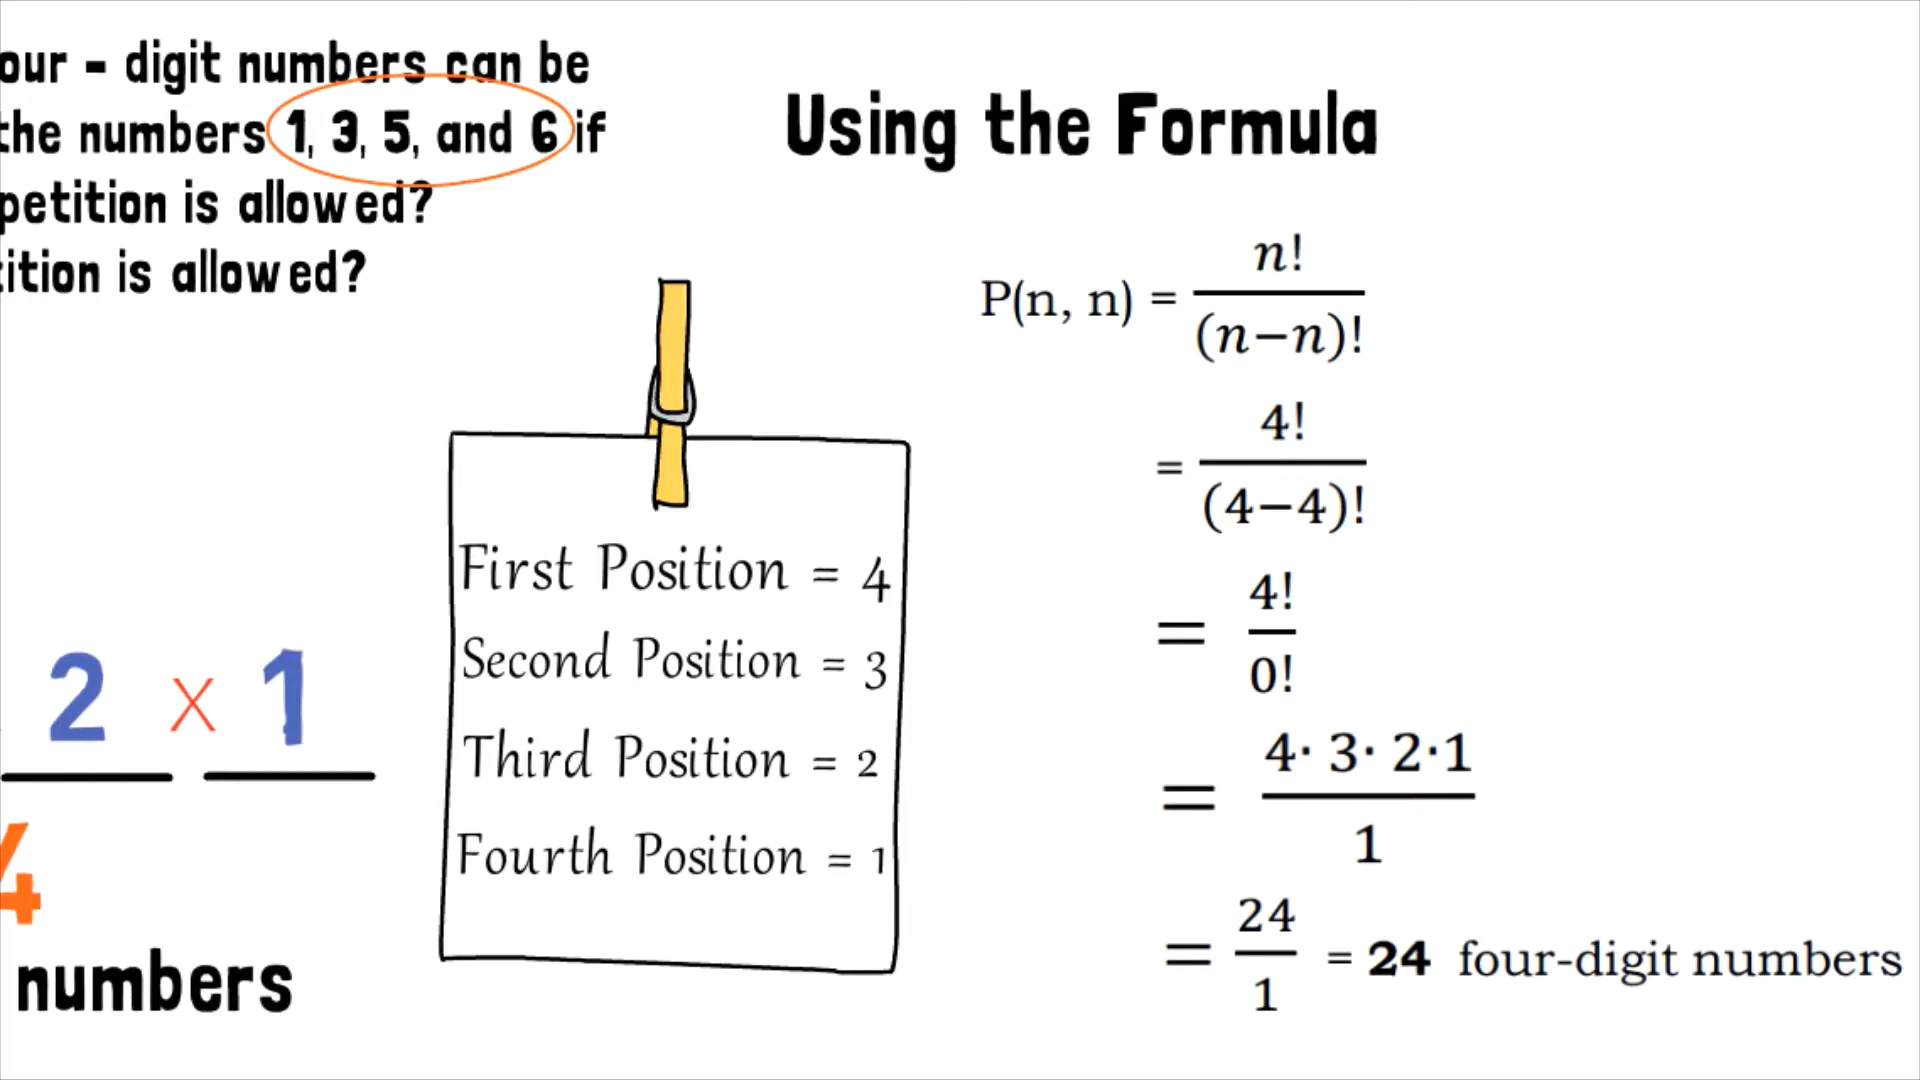 our - digit numbers can be
the numbers 1, 3, 5, and 6 if
petition is allowed?
ition is allowed?
2 x 1
4
numbers
First Position = 4
Second Position = 3
Third Position = 2
Fourth Position = 1
Using the Formula
P(n, n) = n! / (n−n)!
= 4! / (4−4)!
= 4! / 0!
= 4· 3· 2·1 / 1
= 24 / 1 = 24 four-digit numbers